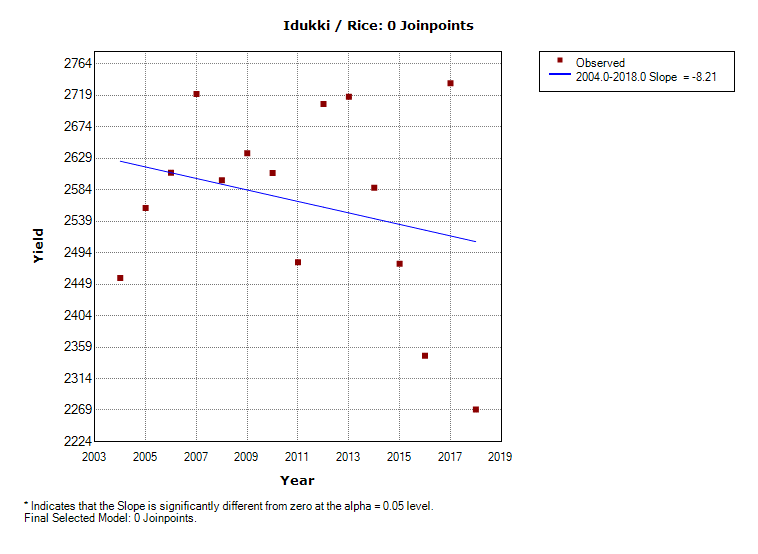 Idukki / Rice: 0 Joinpoints
Observed
2004.0-2018.0 Slope = -8.21
2764
2719
2674
2629
2584
2539
2494
2449
2404
2359
2314
2269
2224
Yield
2003 2005 2007 2009 2011 2013 2015 2017 2019
Year
* Indicates that the Slope is significantly different from zero at the alpha = 0.05 level.
Final Selected Model: 0 Joinpoints.